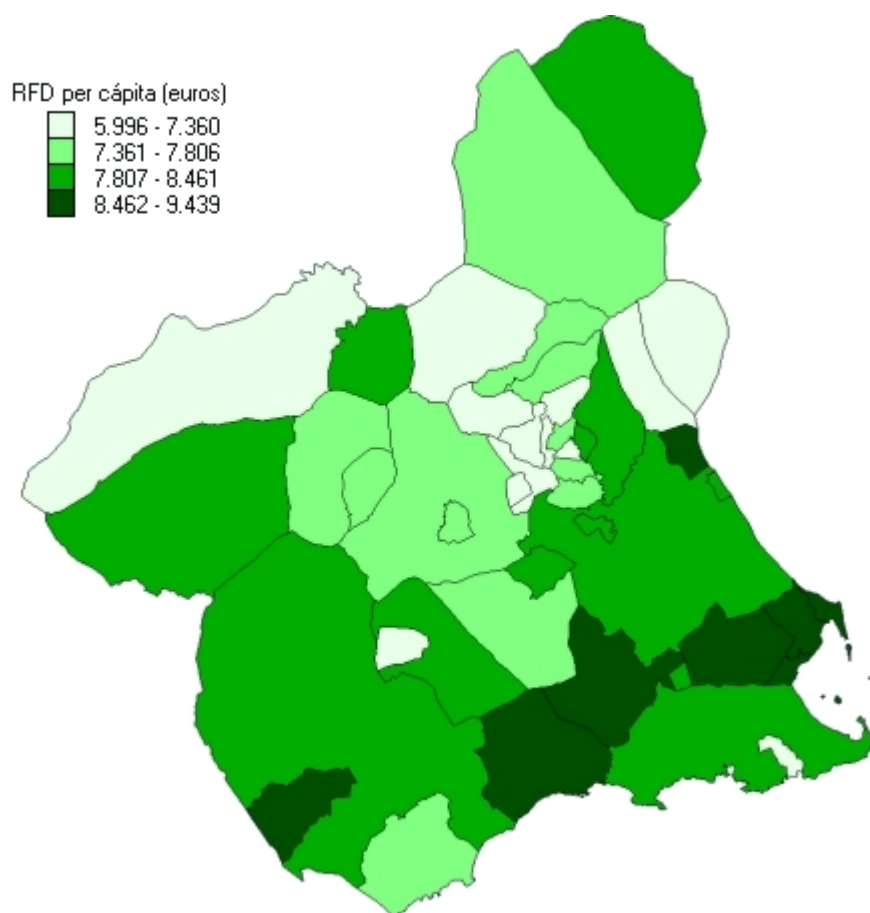 RFD per cápita (euros)
5.996 - 7.360
7.361 - 7.806
7.807 - 8.461
8.462 - 9.439